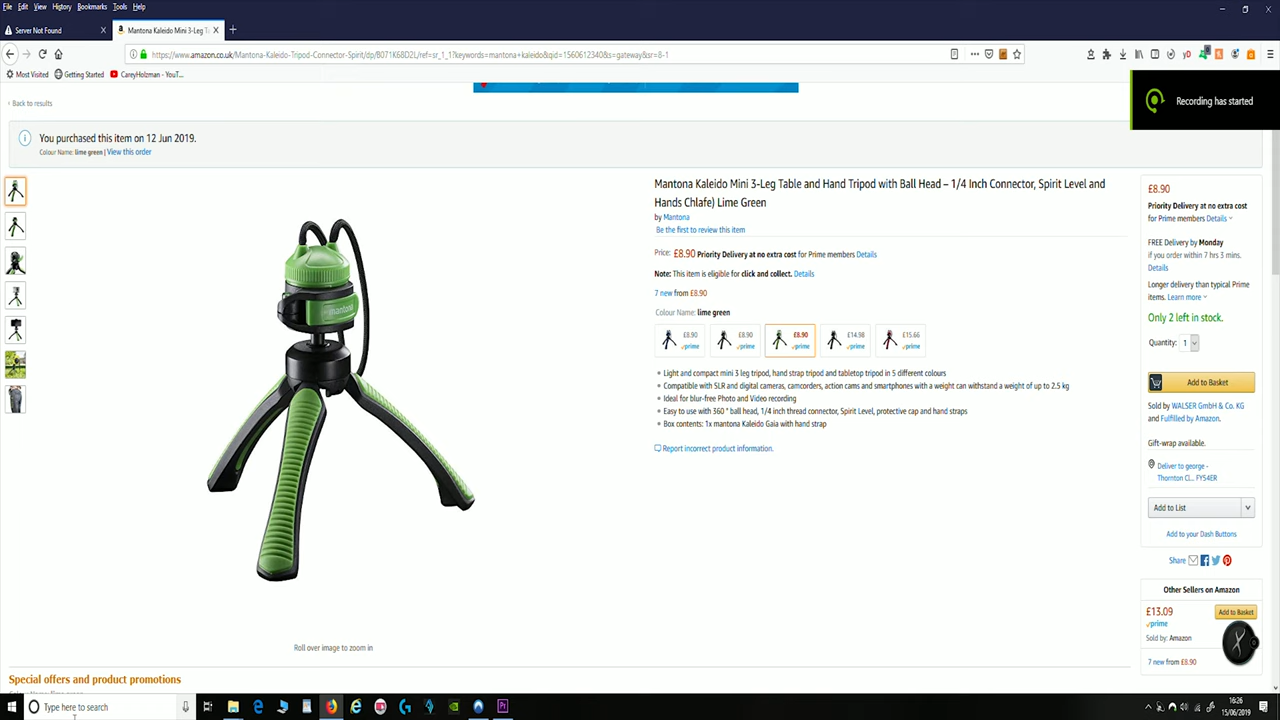 File Edit View History Bookmarks Tools Help
Server Not Found
Mantona Kaleido Mini 3-Leg T
https://www.amazon.co.uk/Mantona-Kaleido-Tripod-Connector-Spirit/dp/B071K68D2L/ref=sr_1_1?keywords=mantona+kaleido&qid=1560612340&s=gateway&sr=8-1
Most Visited Getting Started CareyHolzman - YouT...
Recording has started
‹ Back to results
You purchased this item on 12 Jun 2019.
Colour Name: lime green | View this order
Mantona Kaleido Mini 3-Leg Table and Hand Tripod with Ball Head – 1/4 Inch Connector, Spirit Level and
Hands Chlafe) Lime Green
by Mantona
Be the first to review this item
Price: £8.90 Priority Delivery at no extra cost for Prime members Details
Note: This item is eligible for click and collect. Details
7 new from £8.90
Colour Name: lime green
£8.90 £8.90 £8.90 £14.98 £15.66
prime prime prime prime prime
• Light and compact mini 3 leg tripod, hand strap tripod and tabletop tripod in 5 different colours
• Compatible with SLR and digital cameras, camcorders, action cams and smartphones with a weight can withstand a weight of up to 2.5 kg
• Ideal for blur-free Photo and Video recording
• Easy to use with 360 ° ball head, 1/4 inch thread connector, Spirit Level, protective cap and hand straps
• Box contents: 1x mantona Kaleido Gaia with hand strap
Report incorrect product information.
mantona
Roll over image to zoom in
£8.90
Priority Delivery at no extra cost
for Prime members Details
FREE Delivery by Monday
if you order within 7 hrs 3 mins.
Details
Longer delivery than typical Prime
items. Learn more
Only 2 left in stock.
Quantity: 1
Add to Basket
Sold by WALSER GmbH & Co. KG
and Fulfilled by Amazon.
Gift-wrap available.
Deliver to george -
Thornton Cl... FY54ER
Add to List
Add to your Dash Buttons
Share
Other Sellers on Amazon
£13.09
Add to Basket
prime
Sold by: Amazon
7 new from £8.90
Special offers and product promotions
Type here to search
16:26
15/06/2019